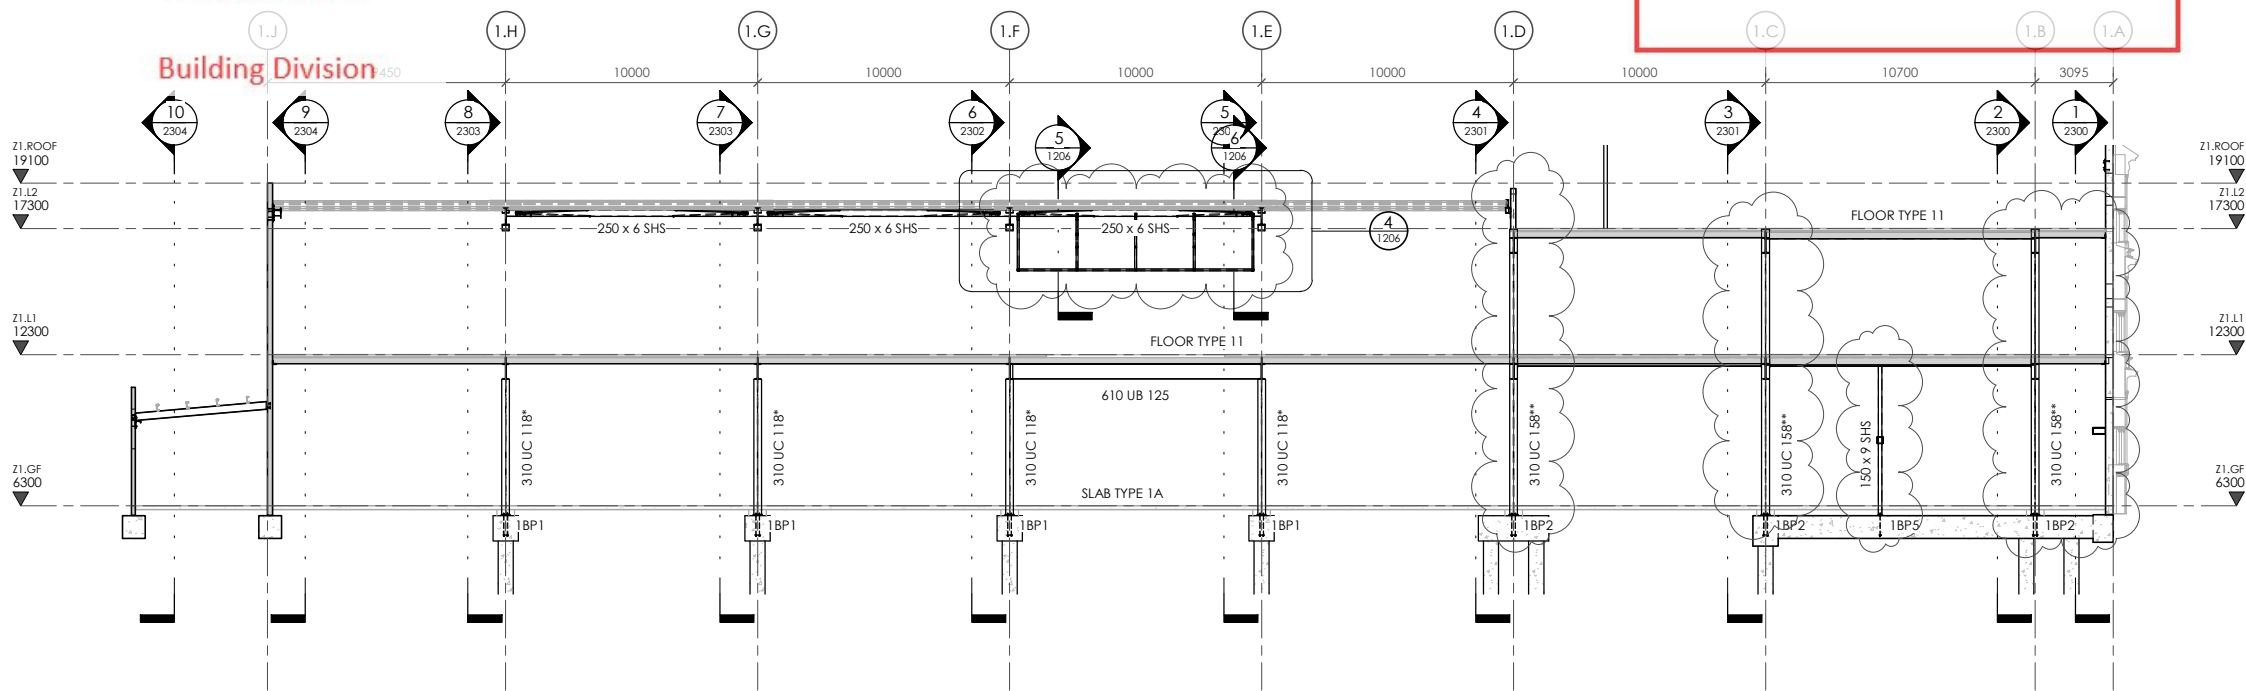 1.J
1.H
1.G
1.F
1.E
1.D
1.C
1.B
1.A
Building Division
10000
10000
10000
10000
10000
10700
3095
10
2304
9
2304
8
2303
7
2303
6
2302
5
4
2301
3
2301
2
2300
1
2300
5
1206
6
1206
Z1.ROOF
19100
Z1.ROOF
19100
Z1.L2
17300
Z1.L2
17300
FLOOR TYPE 11
250 x 6 SHS
250 x 6 SHS
250 x 6 SHS
4
1206
Z1.L1
12300
Z1.L1
12300
FLOOR TYPE 11
610 UB 125
310 UC 118*
310 UC 118*
310 UC 118*
310 UC 118*
310 UC 158**
310 UC 158**
150 x 9 SHS
310 UC 158**
Z1.GF
6300
Z1.GF
6300
SLAB TYPE 1A
1BP1
1BP1
1BP1
1BP1
1BP2
1BP2
1BP5
1BP2